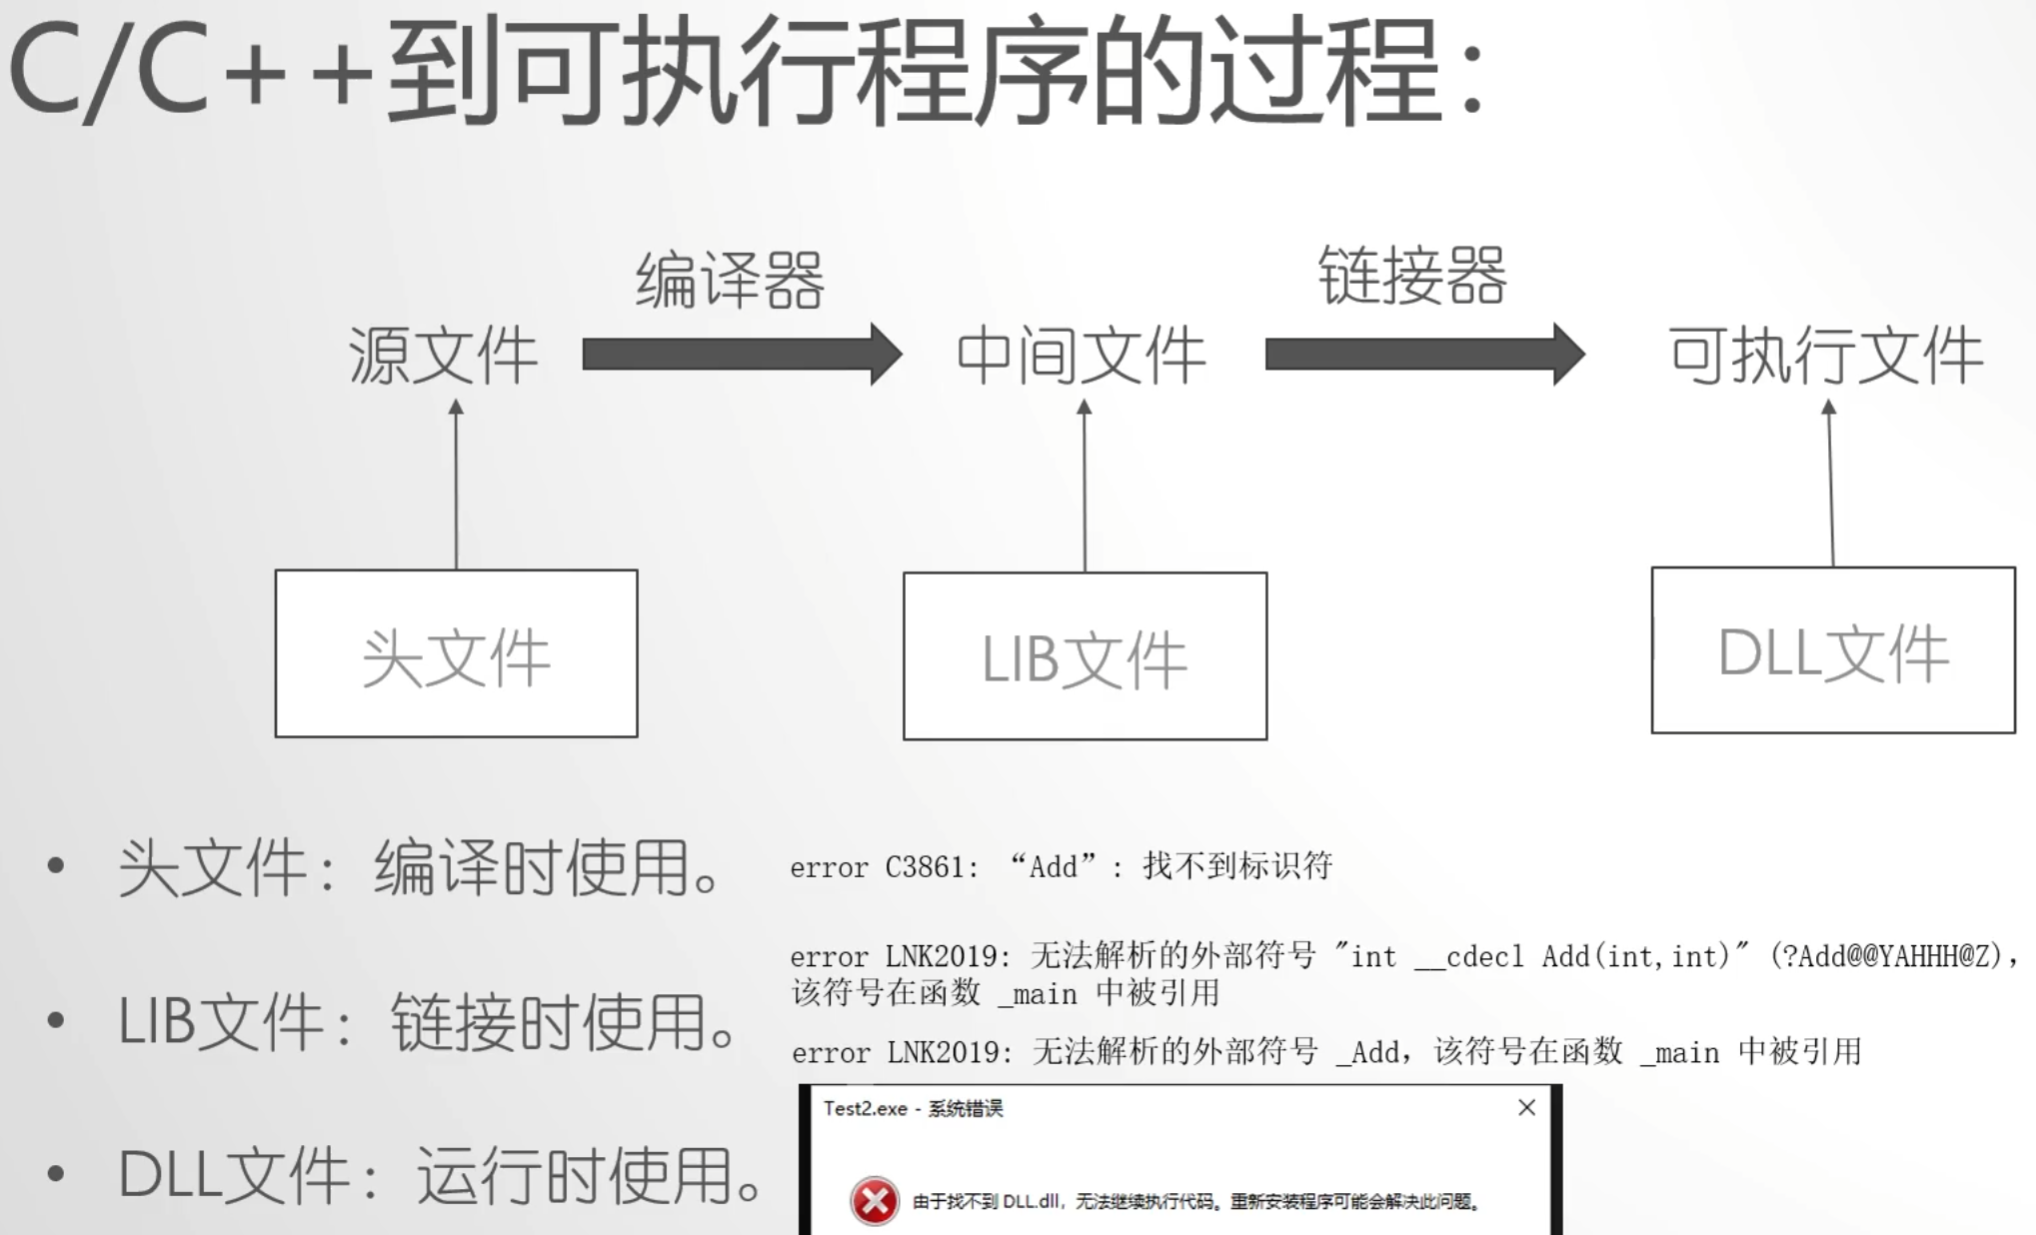 C/C++到可执行程序的过程：
编译器
链接器
源文件
中间文件
可执行文件
头文件
LIB文件
DLL文件
• 头文件：编译时使用。
error C3861: “Add”: 找不到标识符
• LIB文件：链接时使用。
error LNK2019: 无法解析的外部符号 "int __cdecl Add(int,int)" (?Add@@YAHHH@Z),
该符号在函数 _main 中被引用
error LNK2019: 无法解析的外部符号 _Add，该符号在函数 _main 中被引用
• DLL文件：运行时使用。
Test2.exe - 系统错误
由于找不到 DLL.dll，无法继续执行代码。重新安装程序可能会解决此问题。